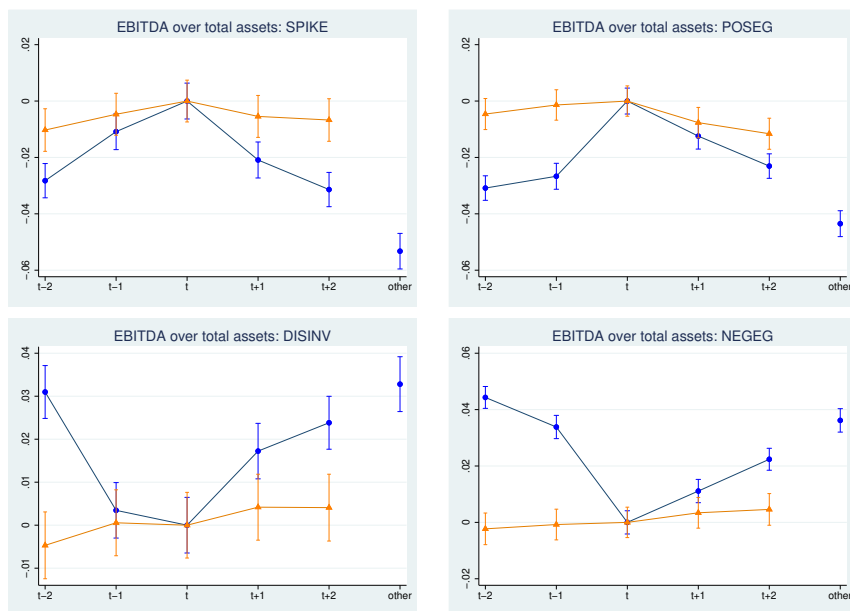 EBITDA over total assets: SPIKE
.02
0
-.02
-.04
-.06
t-2 t-1 t t+1 t+2 other
EBITDA over total assets: POSEG
.02
0
-.02
-.04
-.06
t-2 t-1 t t+1 t+2 other
EBITDA over total assets: DISINV
.04
.03
.02
.01
0
-.01
t-2 t-1 t t+1 t+2 other
EBITDA over total assets: NEGEG
.06
.04
.02
0
-.02
t-2 t-1 t t+1 t+2 other